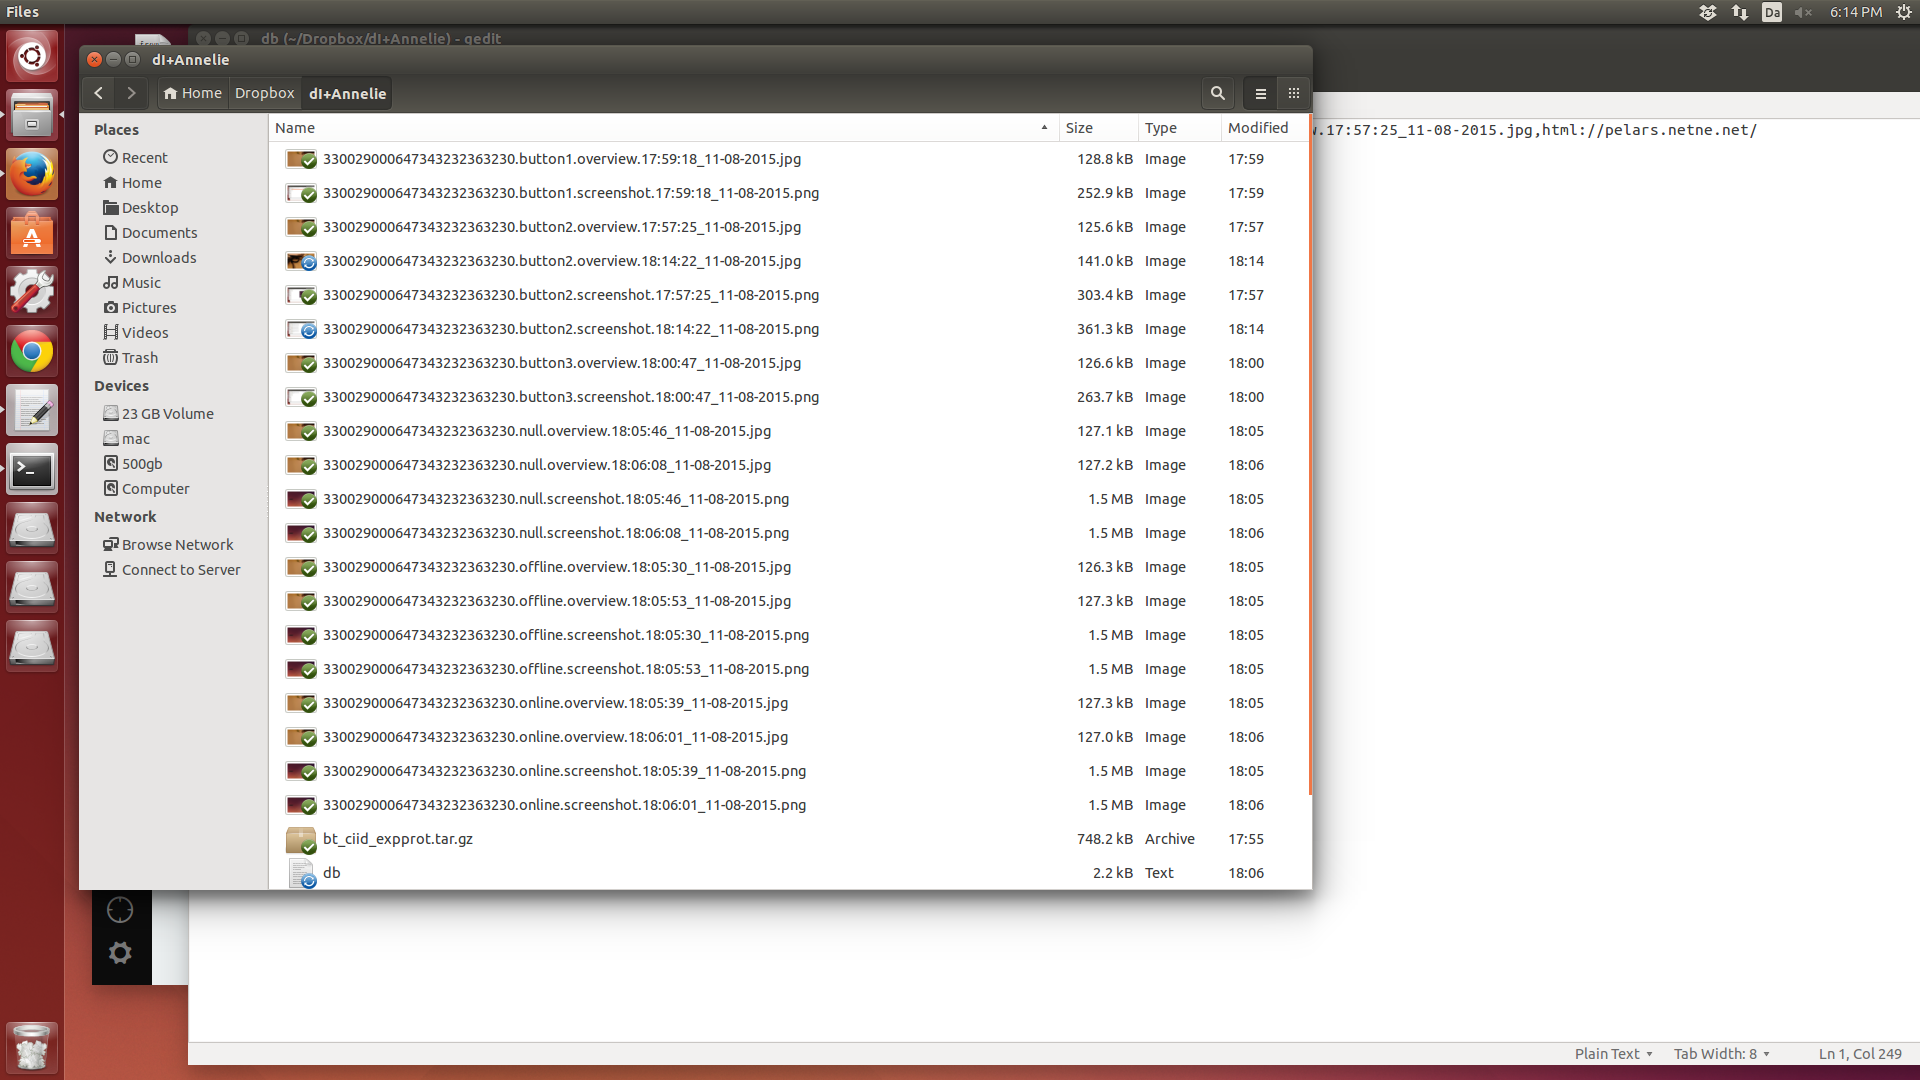 Files
Da
6:14 PM
db (~/Dropbox/dI+Annelie) - gedit
dI+Annelie
Home Dropbox dI+Annelie
.17:57:25_11-08-2015.jpg,html://pelars.netne.net/
Places
Recent
Home
Desktop
Documents
Downloads
Music
Pictures
Videos
Trash
Devices
23 GB Volume
mac
500gb
Computer
Network
Browse Network
Connect to Server
Name Size Type Modified
330029000647343232363230.button1.overview.17:59:18_11-08-2015.jpg 128.8 kB Image 17:59
330029000647343232363230.button1.screenshot.17:59:18_11-08-2015.png 252.9 kB Image 17:59
330029000647343232363230.button2.overview.17:57:25_11-08-2015.jpg 125.6 kB Image 17:57
330029000647343232363230.button2.overview.18:14:22_11-08-2015.jpg 141.0 kB Image 18:14
330029000647343232363230.button2.screenshot.17:57:25_11-08-2015.png 303.4 kB Image 17:57
330029000647343232363230.button2.screenshot.18:14:22_11-08-2015.png 361.3 kB Image 18:14
330029000647343232363230.button3.overview.18:00:47_11-08-2015.jpg 126.6 kB Image 18:00
330029000647343232363230.button3.screenshot.18:00:47_11-08-2015.png 263.7 kB Image 18:00
330029000647343232363230.null.overview.18:05:46_11-08-2015.jpg 127.1 kB Image 18:05
330029000647343232363230.null.overview.18:06:08_11-08-2015.jpg 127.2 kB Image 18:06
330029000647343232363230.null.screenshot.18:05:46_11-08-2015.png 1.5 MB Image 18:05
330029000647343232363230.null.screenshot.18:06:08_11-08-2015.png 1.5 MB Image 18:06
330029000647343232363230.offline.overview.18:05:30_11-08-2015.jpg 126.3 kB Image 18:05
330029000647343232363230.offline.overview.18:05:53_11-08-2015.jpg 127.3 kB Image 18:05
330029000647343232363230.offline.screenshot.18:05:30_11-08-2015.png 1.5 MB Image 18:05
330029000647343232363230.offline.screenshot.18:05:53_11-08-2015.png 1.5 MB Image 18:05
330029000647343232363230.online.overview.18:05:39_11-08-2015.jpg 127.3 kB Image 18:05
330029000647343232363230.online.overview.18:06:01_11-08-2015.jpg 127.0 kB Image 18:06
330029000647343232363230.online.screenshot.18:05:39_11-08-2015.png 1.5 MB Image 18:05
330029000647343232363230.online.screenshot.18:06:01_11-08-2015.png 1.5 MB Image 18:06
bt_ciid_expprot.tar.gz 748.2 kB Archive 17:55
db 2.2 kB Text 18:06
Plain Text Tab Width: 8 Ln 1, Col 249